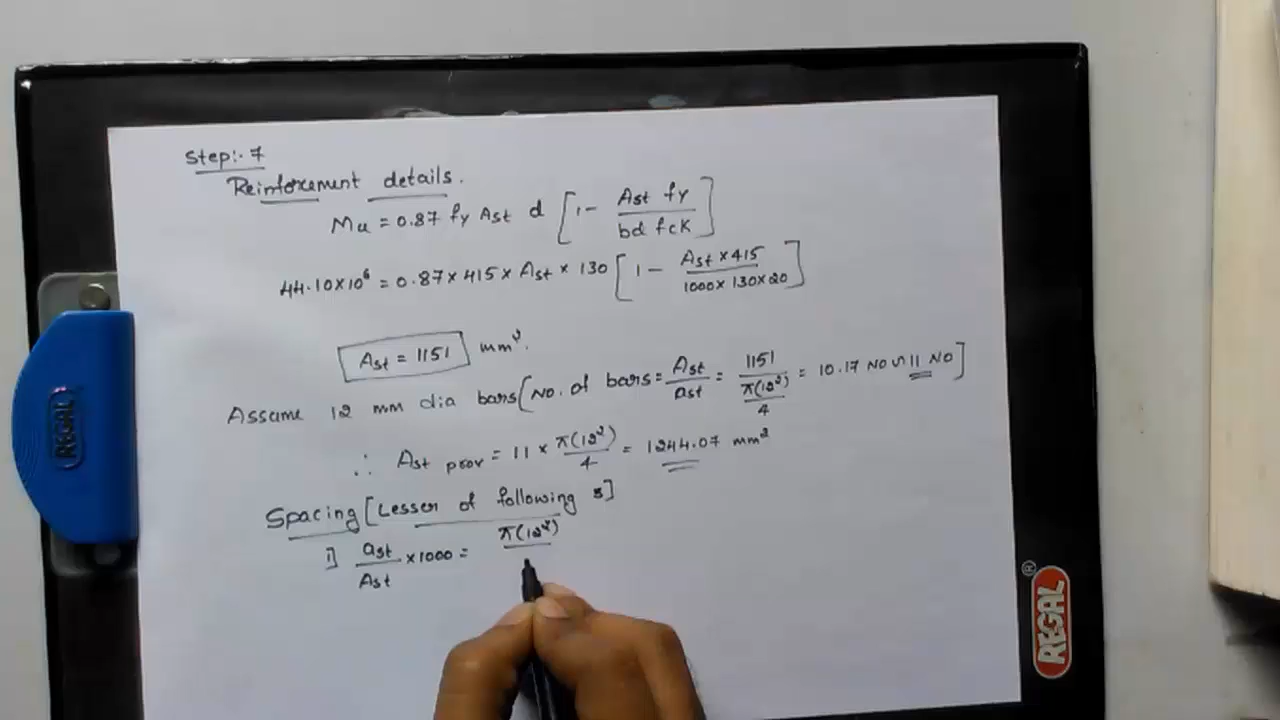 Step:- 7
Reinforcement details.
Mu = 0.87 fy Ast d [1 - Ast fy / bd fck]
44.10 × 10⁶ = 0.87 × 415 × Ast × 130 [1 - Ast × 415 / 1000 × 130 × 20]
Ast = 1151 mm².
Assume 12 mm dia bars [No. of bars = Ast / ast = 1151 / π(12²)/4 = 10.17 NO ∽ 11 NO]
∴ Ast prov = 11 × π(12²)/4 = 1244.07 mm²
Spacing [Lesser of following 3]
1] ast / Ast × 1000 = π(12²)
REGAL
REGAL®